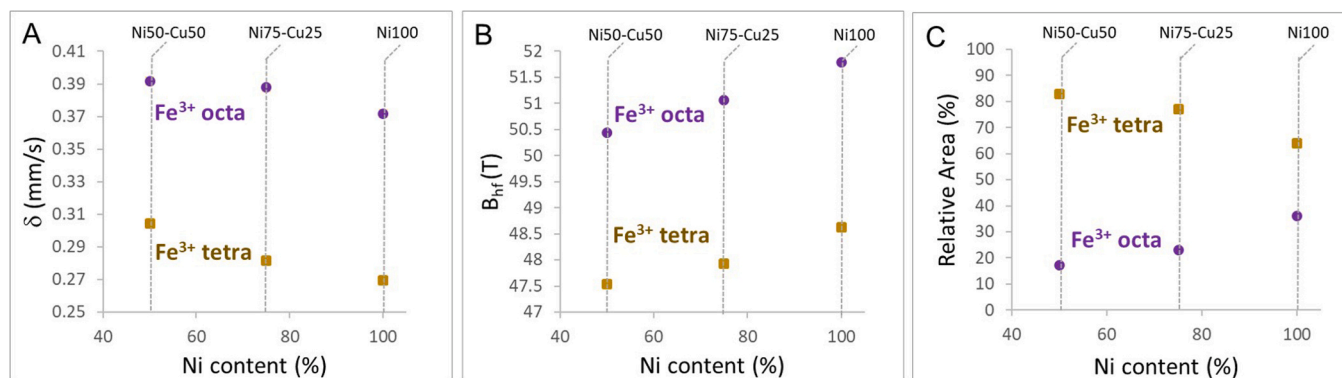 A
Ni50-Cu50 Ni75-Cu25 Ni100
0.41
0.39
0.37
0.35
0.33
0.31
0.29
0.27
0.25
δ (mm/s)
Fe³⁺ octa
Fe³⁺ tetra
40 60 80 100
Ni content (%)
B
Ni50-Cu50 Ni75-Cu25 Ni100
52
51.5
51
50.5
50
49.5
49
48.5
48
47.5
47
B_hf (T)
Fe³⁺ octa
Fe³⁺ tetra
40 60 80 100
Ni content (%)
C
Ni50-Cu50 Ni75-Cu25 Ni100
100
90
80
70
60
50
40
30
20
10
0
Relative Area (%)
Fe³⁺ tetra
Fe³⁺ octa
40 60 80 100
Ni content (%)